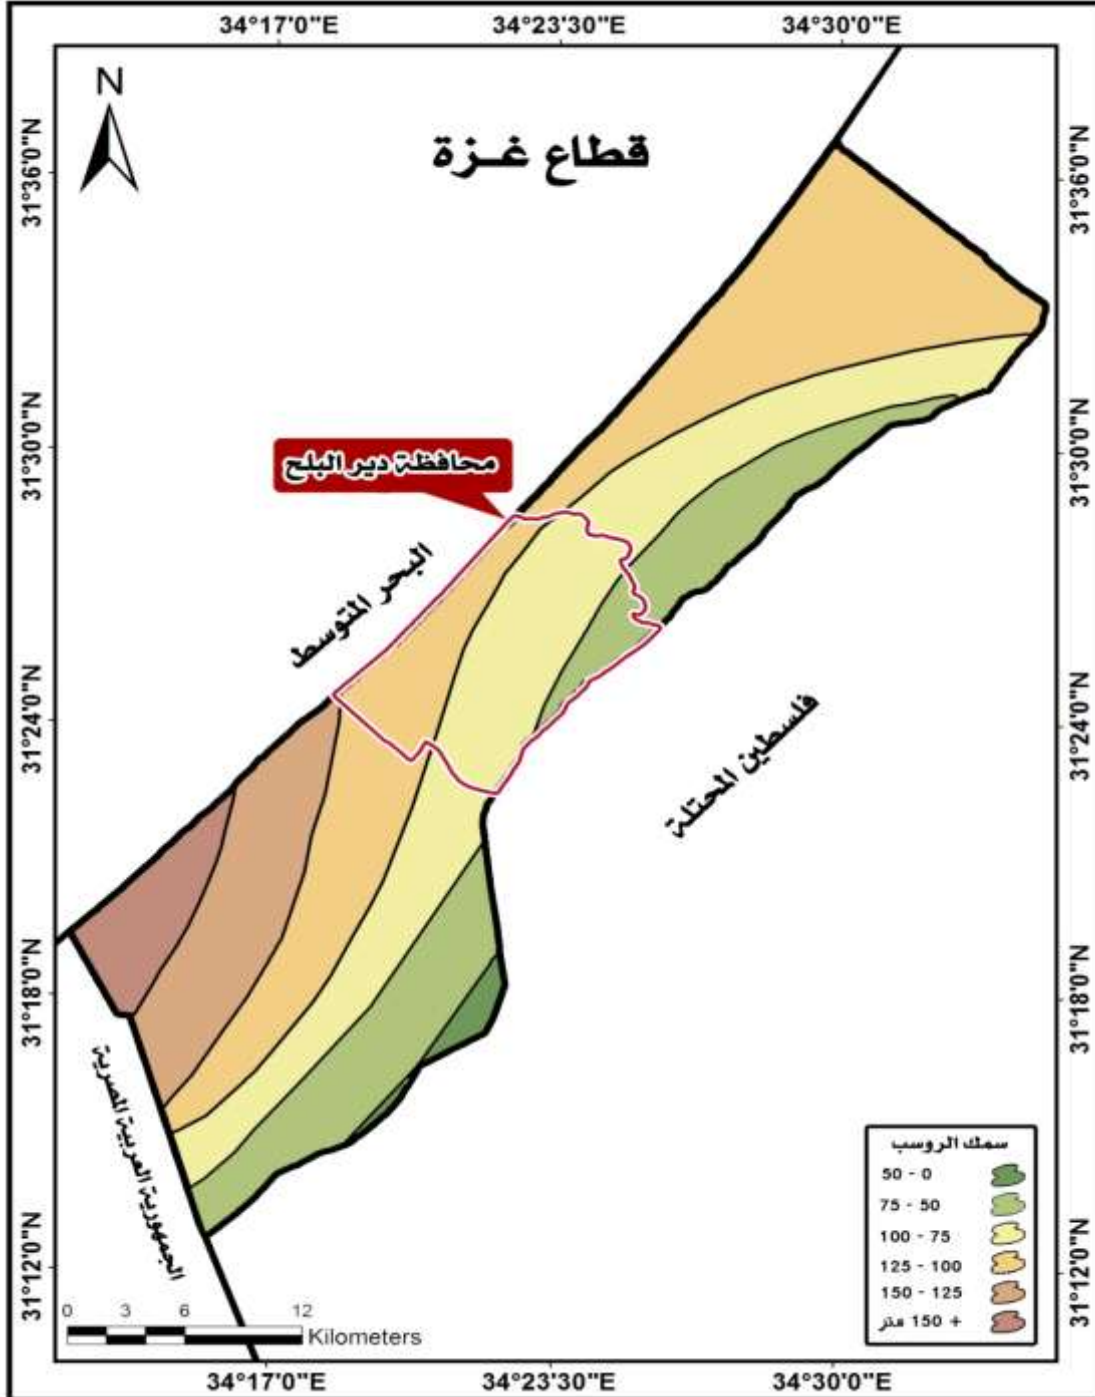 34°17'0"E
34°23'30"E
34°30'0"E
N
قطاع غـزة
31°36'0"N
31°36'0"N
31°30'0"N
31°30'0"N
محافظة دير البلح
البحر المتوسط
31°24'0"N
31°24'0"N
فلسطين المحتلة
31°18'0"N
31°18'0"N
الجمهورية العربية المصرية
سمك الروسب
50 - 0
75 - 50
100 - 75
125 - 100
150 - 125
+ 150 متر
31°12'0"N
31°12'0"N
0 3 6 12
Kilometers
34°17'0"E
34°23'30"E
34°30'0"E